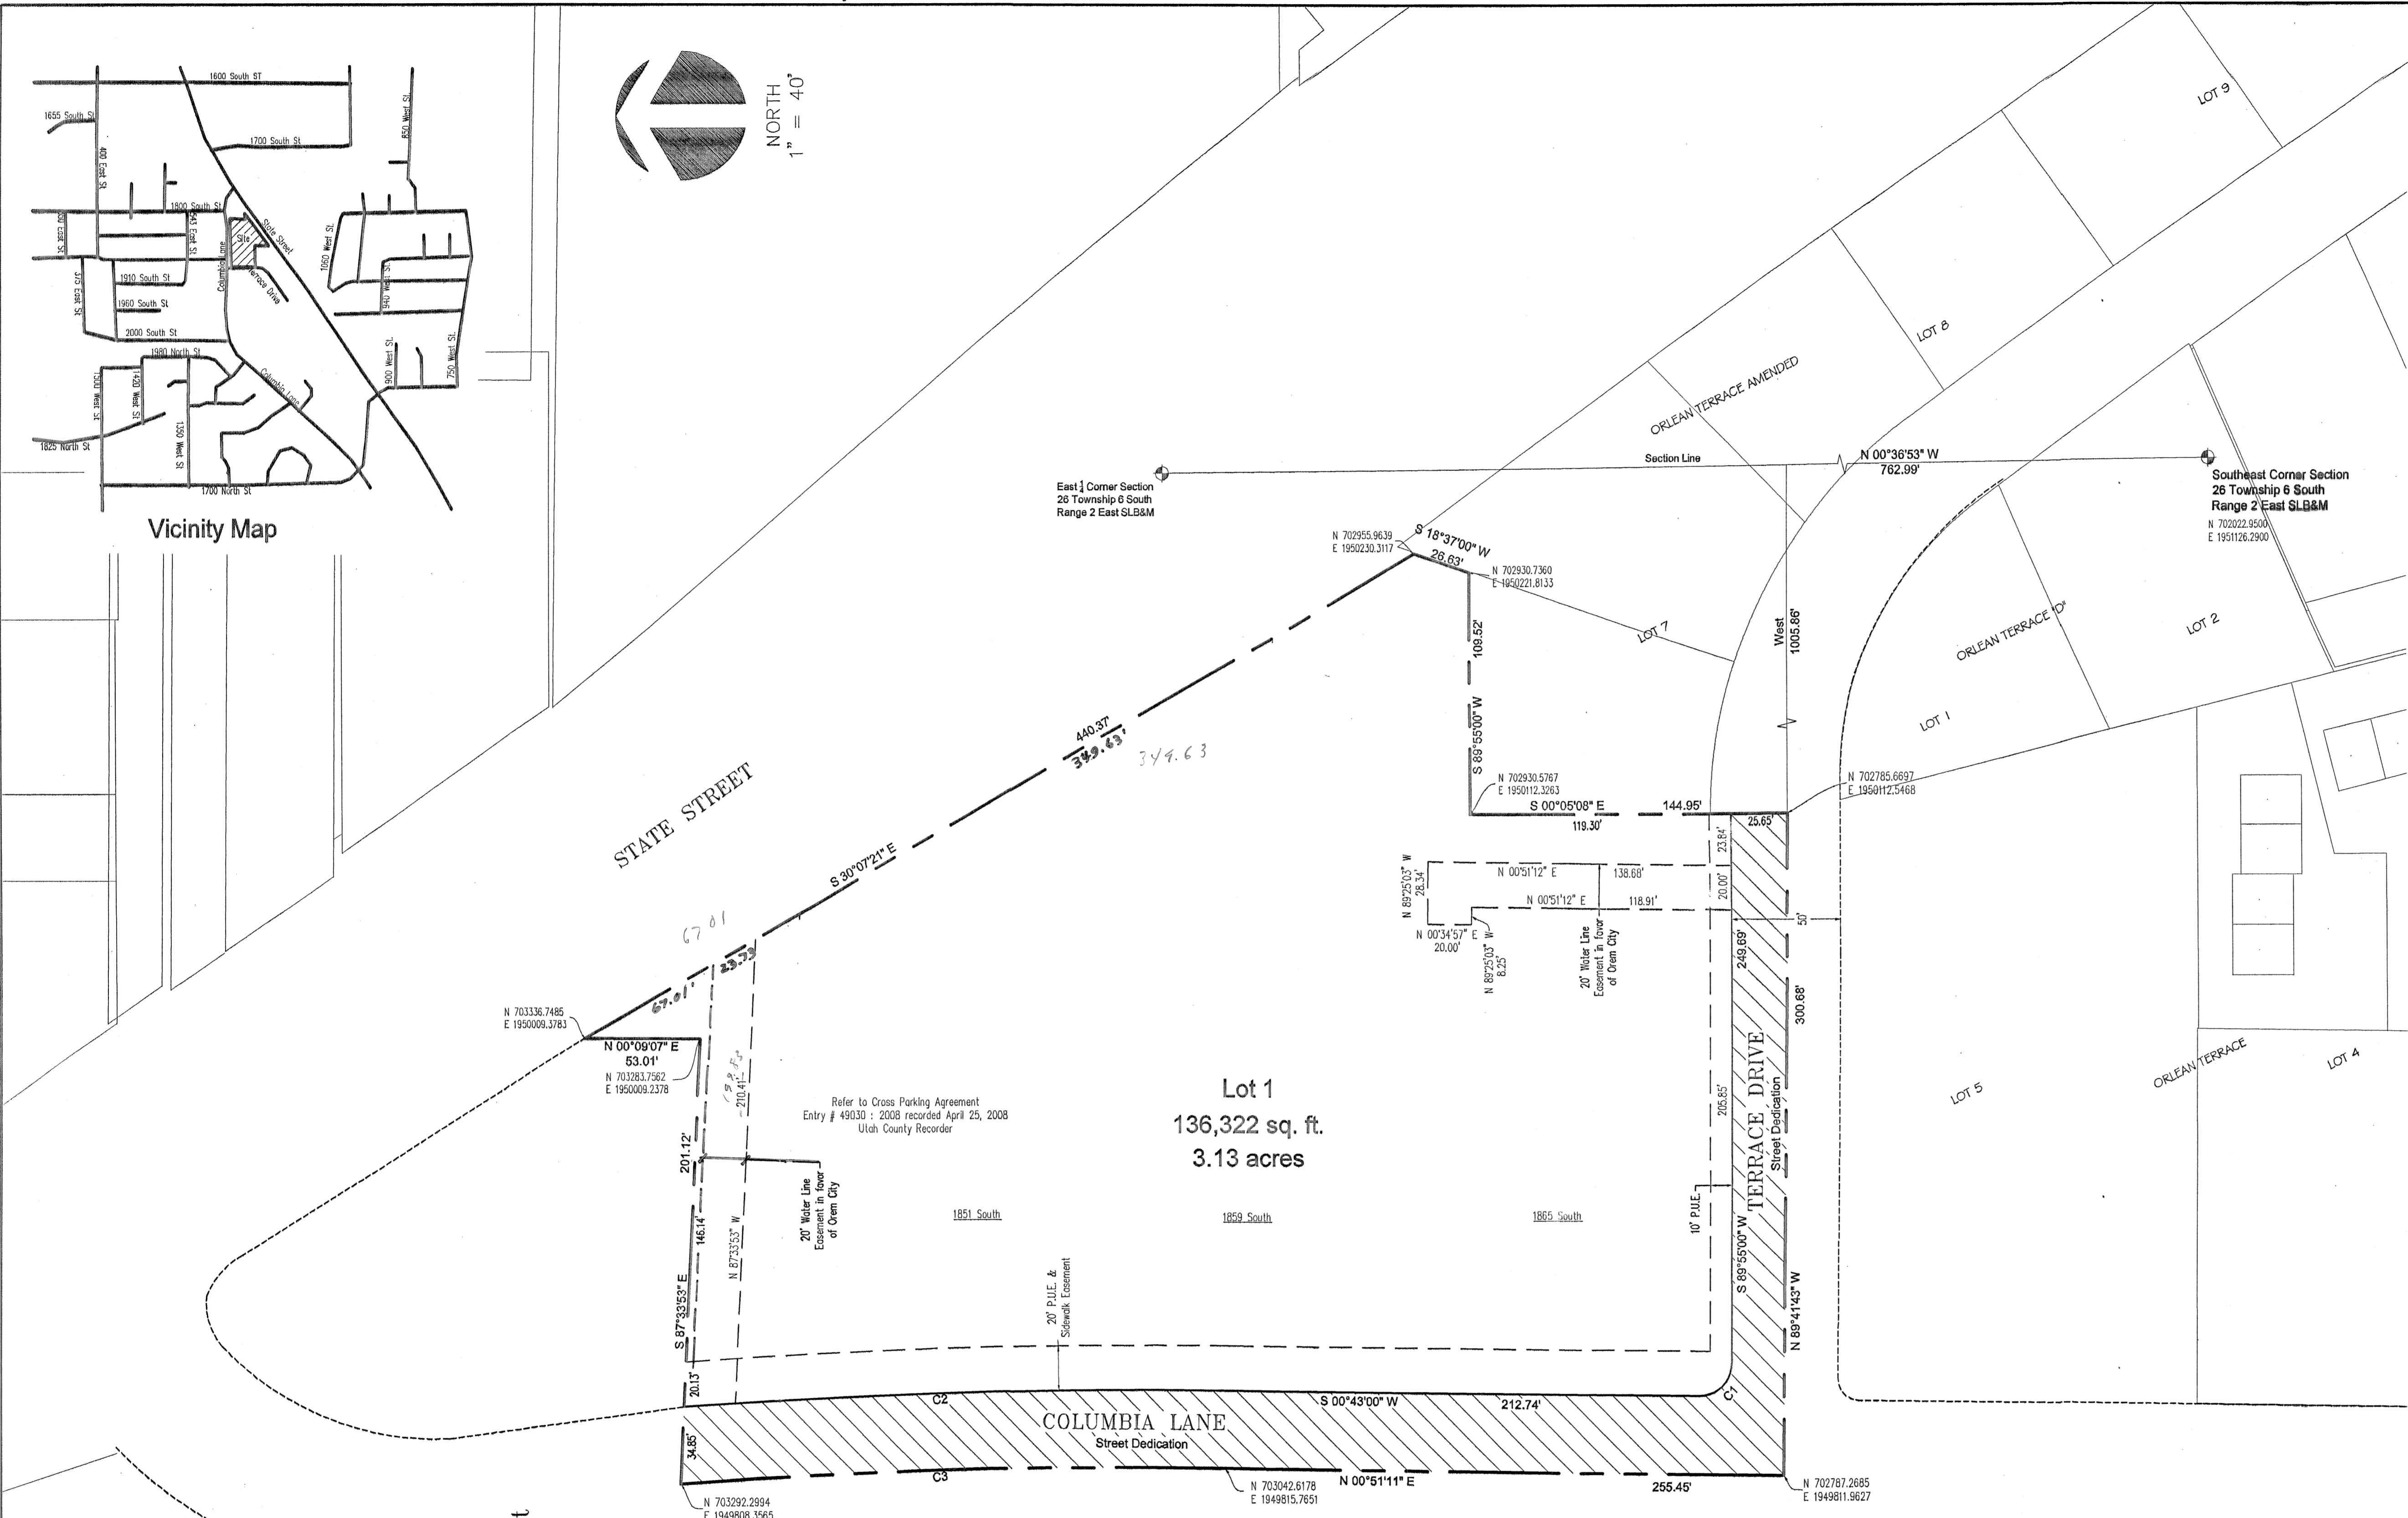 1600 South ST
1655 South St
400 East St
1700 South St
850 West St.
1800 South St
545 East St
Site
State Street
Columbia Lane
Terrace Drive
1060 West St.
940 West St.
1910 South St
375 East St
1960 South St
2000 South St
1980 North St
1500 West St
1420 West St
1350 West St
Columbia Lane
900 West St.
750 West St.
1825 North St
1700 North St
Vicinity Map
NORTH
1" = 40'
LOT 9
LOT 8
ORLEAN TERRACE AMENDED
Section Line
N 00°36'53" W
762.99'
East 1/4 Corner Section
26 Township 6 South
Range 2 East SLB&M
Southeast Corner Section
26 Township 6 South
Range 2 East SLB&M
N 702022.9500
E 1951126.2900
N 702955.9639
E 1950230.3117
S 18°37'00" W
26.63'
N 702930.7360
E 1950221.8133
LOT 7
109.52'
S 89°55'00" W
West
1005.86'
ORLEAN TERRACE "D"
LOT 2
LOT 1
440.37'
349.63'
349.63
STATE STREET
S 30°07'21" E
N 702930.5767
E 1950112.3263
S 00°05'08" E
144.95'
119.30'
25.65'
N 702785.6697
E 1950112.5468
23.84'
N 89°25'03" W
28.34'
N 00°51'12" E
138.68'
20.00'
N 00°51'12" E
118.91'
N 00°34'57" E
20.00'
N 89°25'03" W
8.25'
20' Water Line
Easement in favor
of Orem City
50'
249.69'
300.68'
67.01
23.73
67.01'
N 703336.7485
E 1950009.3783
N 00°09'07" E
53.01'
N 703283.7562
E 1950009.2378
210.41'
Refer to Cross Parking Agreement
Entry # 49030 : 2008 recorded April 25, 2008
Utah County Recorder
Lot 1
136,322 sq. ft.
3.13 acres
205.85'
TERRACE DRIVE
Street Dedication
LOT 5
ORLEAN TERRACE
LOT 4
201.12'
146.14'
S 87°33'53" E
N 87°33'53" W
20' Water Line
Easement in favor
of Orem City
1851 South
1859 South
1865 South
10' P.U.E.
S 89°55'00" W
N 89°41'43" W
20' P.U.E. &
Sidewalk Easement
20.13'
C2
S 00°43'00" W
212.74'
C1
COLUMBIA LANE
Street Dedication
34.85'
C3
N 703042.6178
E 1949815.7651
N 00°51'11" E
255.45'
N 702787.2685
E 1949811.9627
N 703292.2994
E 1949808.3565